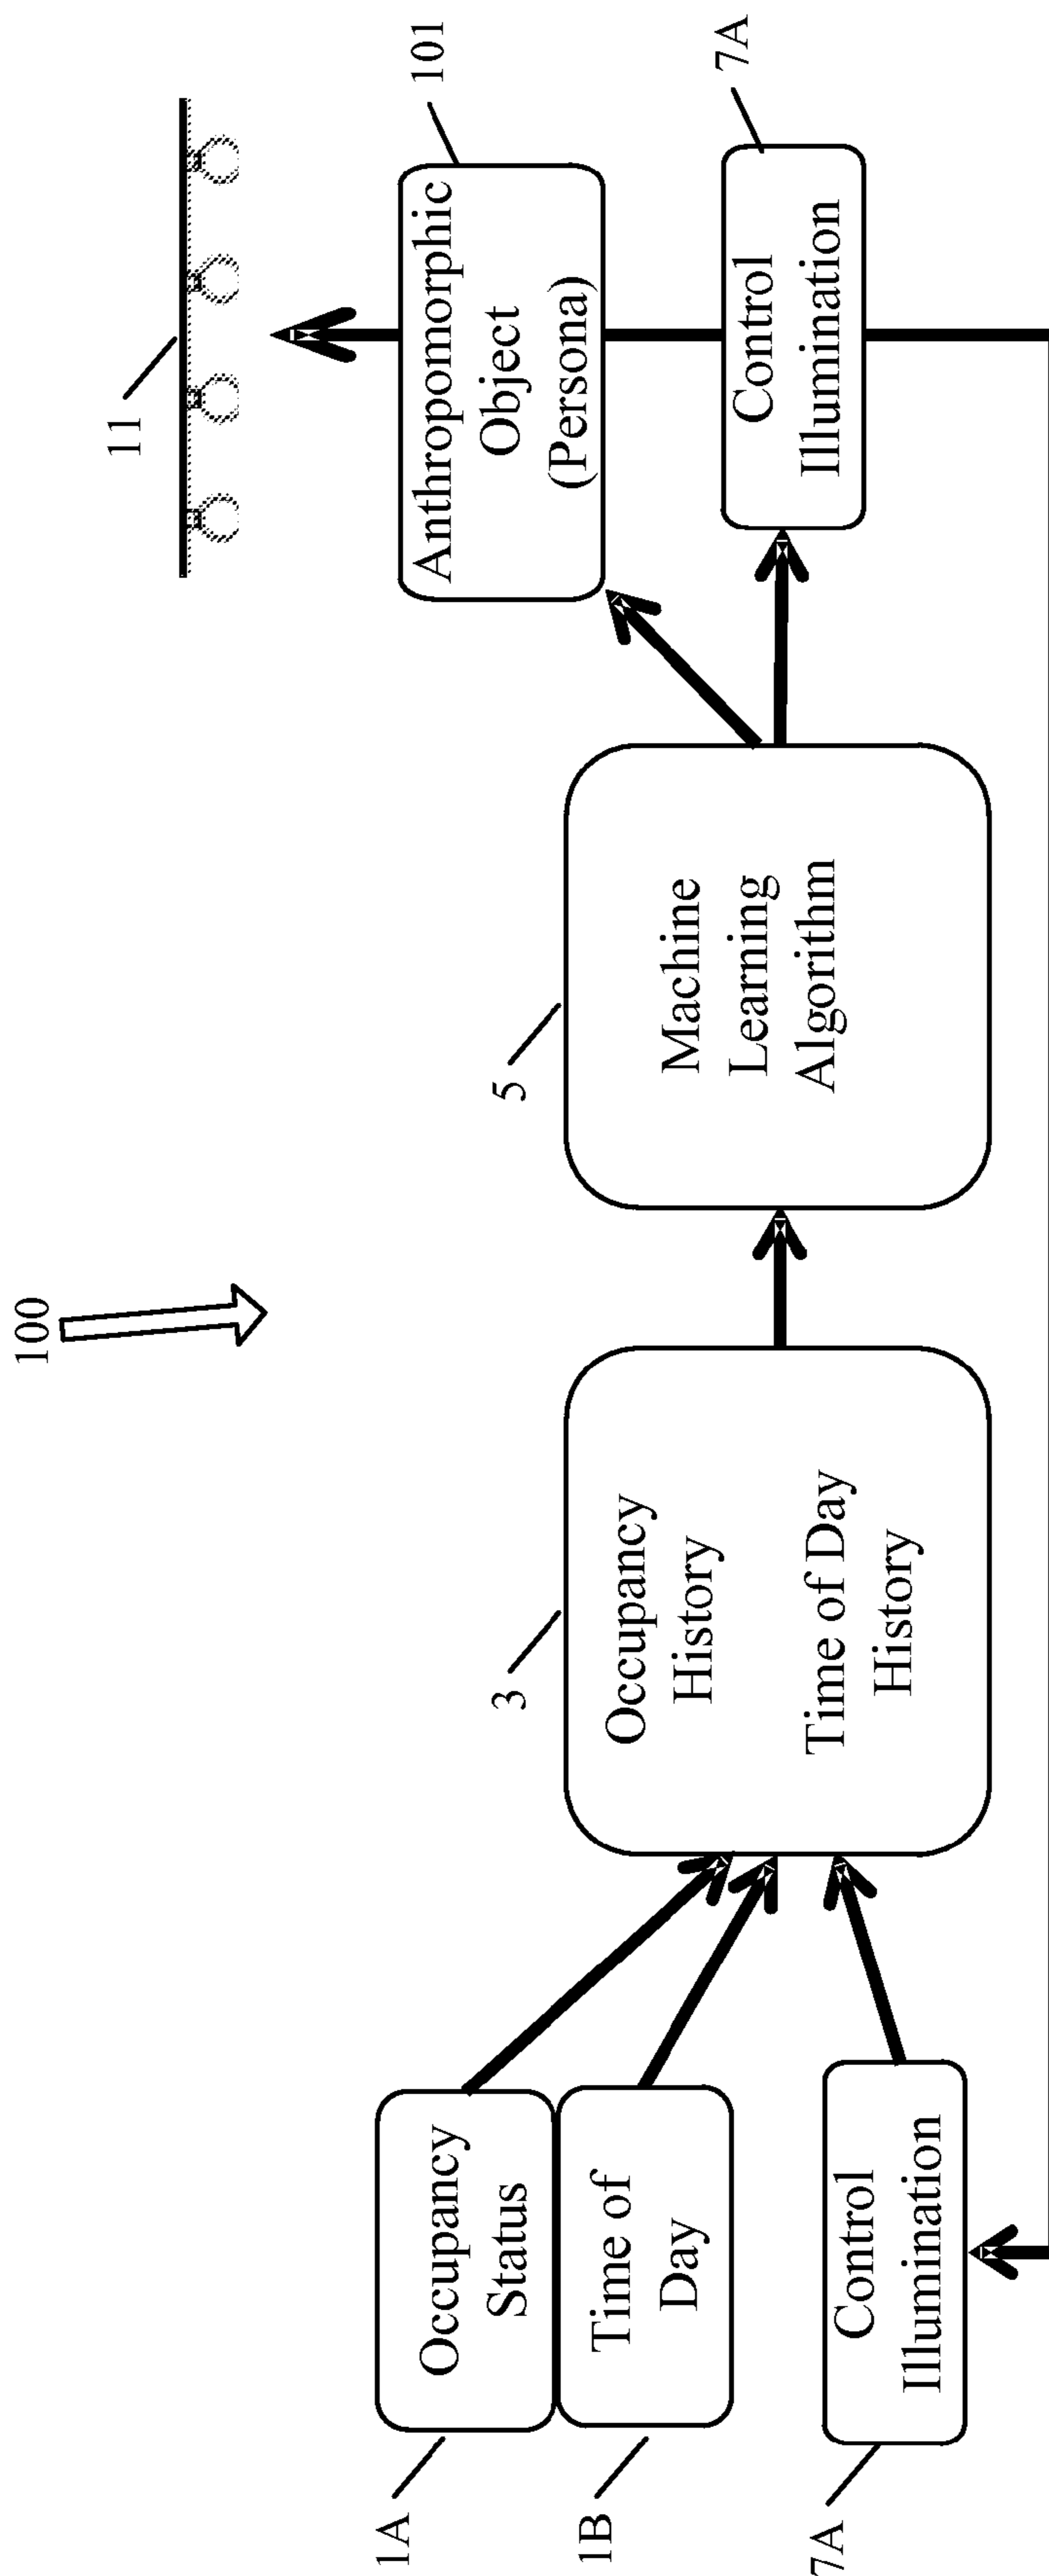 100
11
1A
Occupancy
Status
1B
Time of
Day
7A
Control
Illumination
3
Occupancy
History
Time of Day
History
5
Machine
Learning
Algorithm
101
Anthropomorphic
Object
(Persona)
7A
Control
Illumination